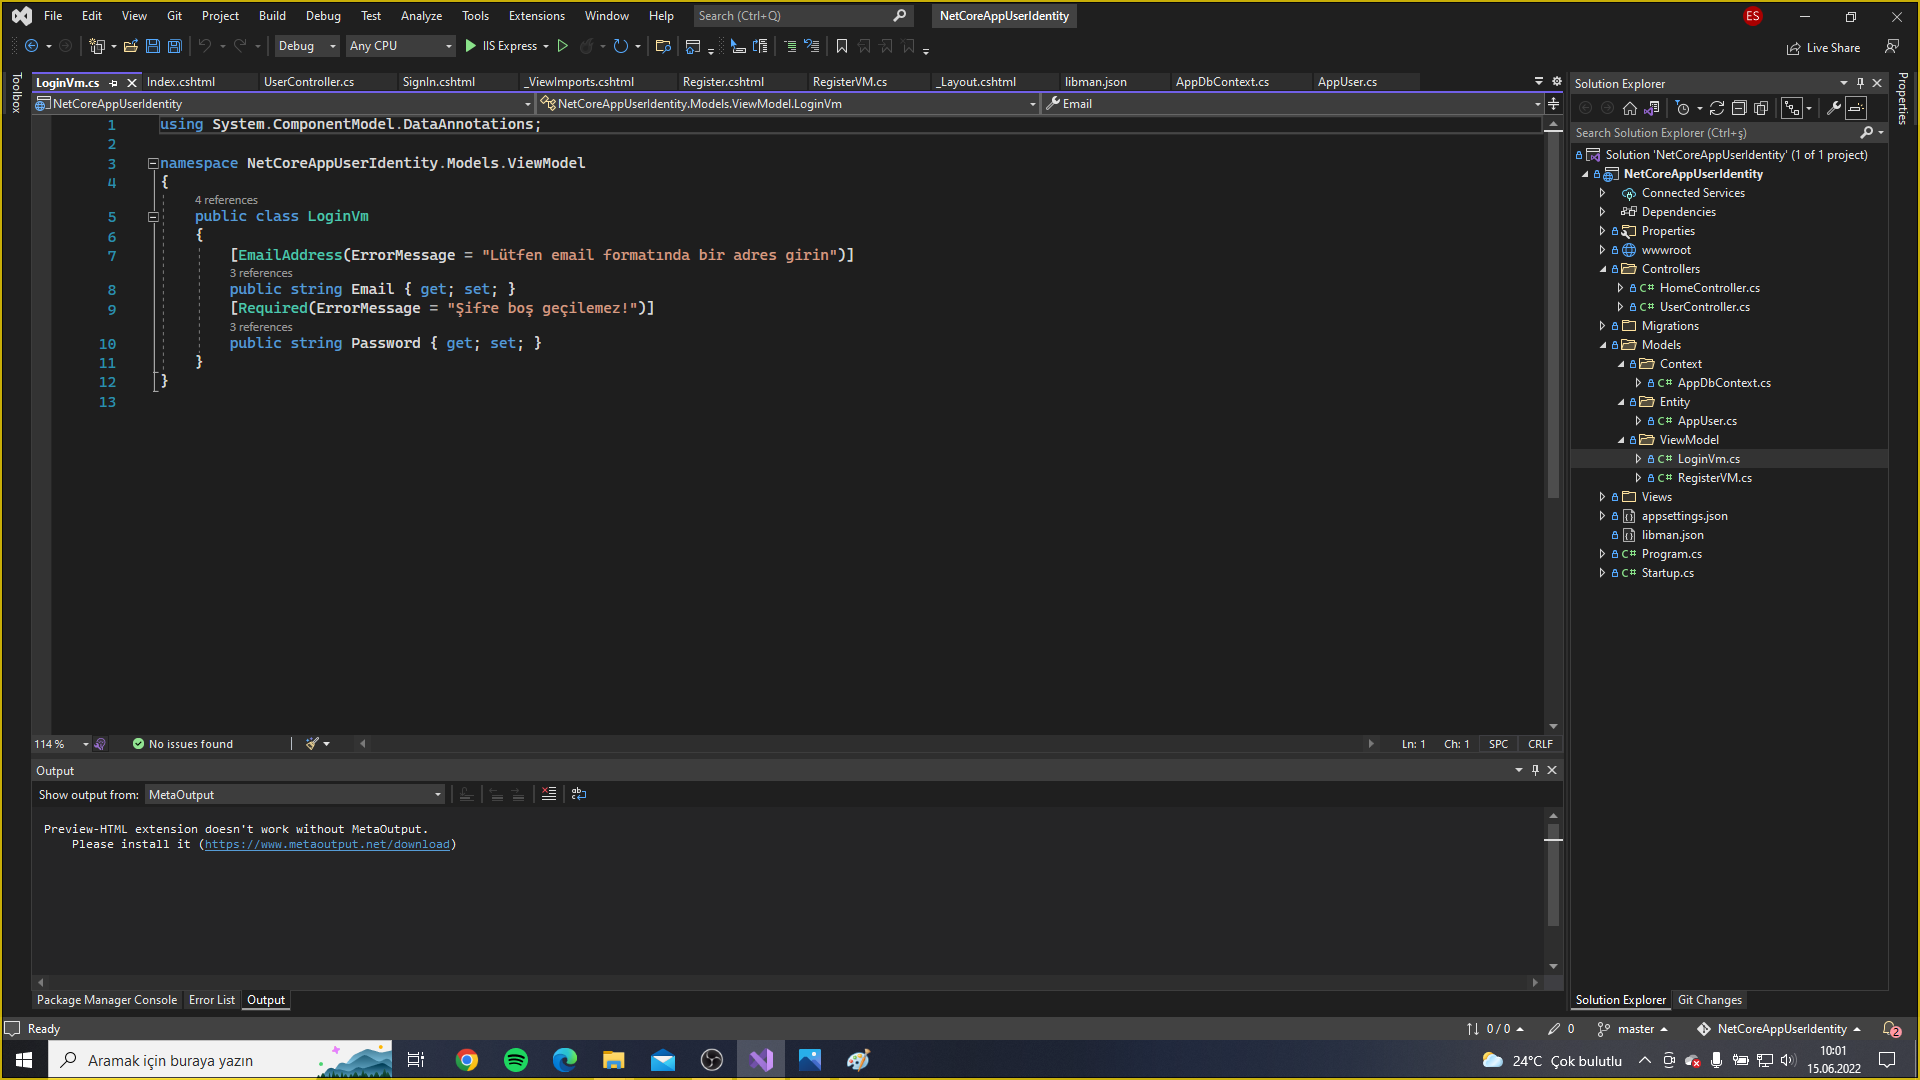 File Edit View Git Project Build Debug Test Analyze Tools Extensions Window Help Search (Ctrl+Q) NetCoreAppUserIdentity ES
Debug Any CPU IIS Express Live Share
Toolbox
LoginVm.cs Index.cshtml UserController.cs SignIn.cshtml _ViewImports.cshtml Register.cshtml RegisterVM.cs _Layout.cshtml libman.json AppDbContext.cs AppUser.cs
NetCoreAppUserIdentity NetCoreAppUserIdentity.Models.ViewModel.LoginVm Email
1 using System.ComponentModel.DataAnnotations;
2
3 namespace NetCoreAppUserIdentity.Models.ViewModel
4 {
4 references
5 public class LoginVm
6 {
7 [EmailAddress(ErrorMessage = "Lütfen email formatında bir adres girin")]
3 references
8 public string Email { get; set; }
9 [Required(ErrorMessage = "Şifre boş geçilemez!")]
3 references
10 public string Password { get; set; }
11 }
12 }
13
114 % No issues found Ln: 1 Ch: 1 SPC CRLF
Output
Show output from: MetaOutput
Preview-HTML extension doesn't work without MetaOutput.
Please install it (https://www.metaoutput.net/download)
Package Manager Console Error List Output
Solution Explorer
Properties
Search Solution Explorer (Ctrl+ş)
Solution 'NetCoreAppUserIdentity' (1 of 1 project)
NetCoreAppUserIdentity
Connected Services
Dependencies
Properties
wwwroot
Controllers
C# HomeController.cs
C# UserController.cs
Migrations
Models
Context
C# AppDbContext.cs
Entity
C# AppUser.cs
ViewModel
C# LoginVm.cs
C# RegisterVM.cs
Views
appsettings.json
libman.json
C# Program.cs
C# Startup.cs
Solution Explorer Git Changes
Ready 0 / 0 0 master NetCoreAppUserIdentity 2
Aramak için buraya yazın 24°C Çok bulutlu 10:01
15.06.2022